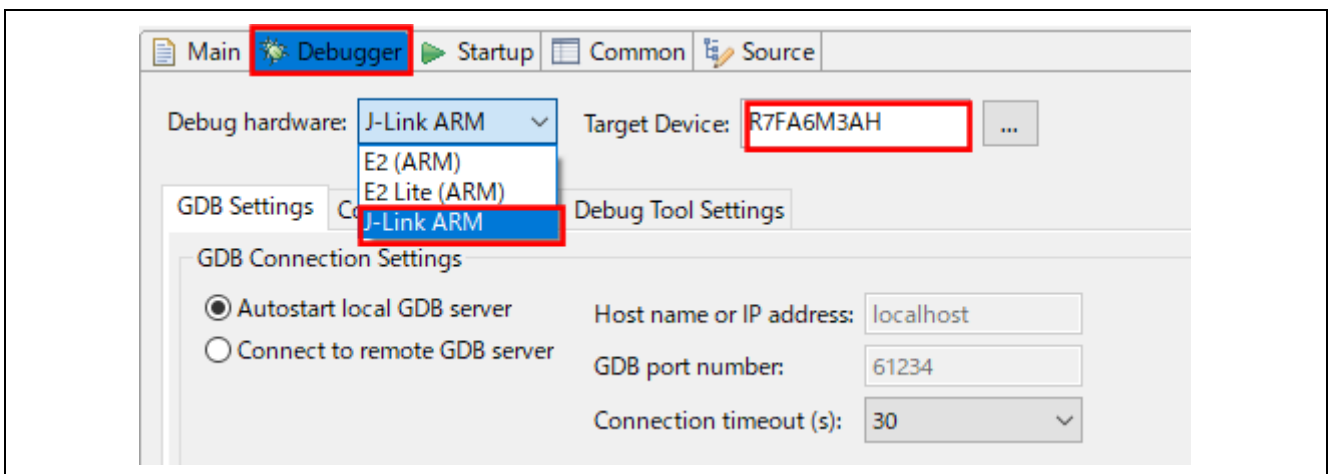 Main Debugger Startup Common Source
Debug hardware: J-Link ARM Target Device: R7FA6M3AH ...
E2 (ARM)
E2 Lite (ARM)
J-Link ARM
GDB Settings Debug Tool Settings
GDB Connection Settings
Autostart local GDB server Host name or IP address: localhost
Connect to remote GDB server
GDB port number: 61234
Connection timeout (s): 30